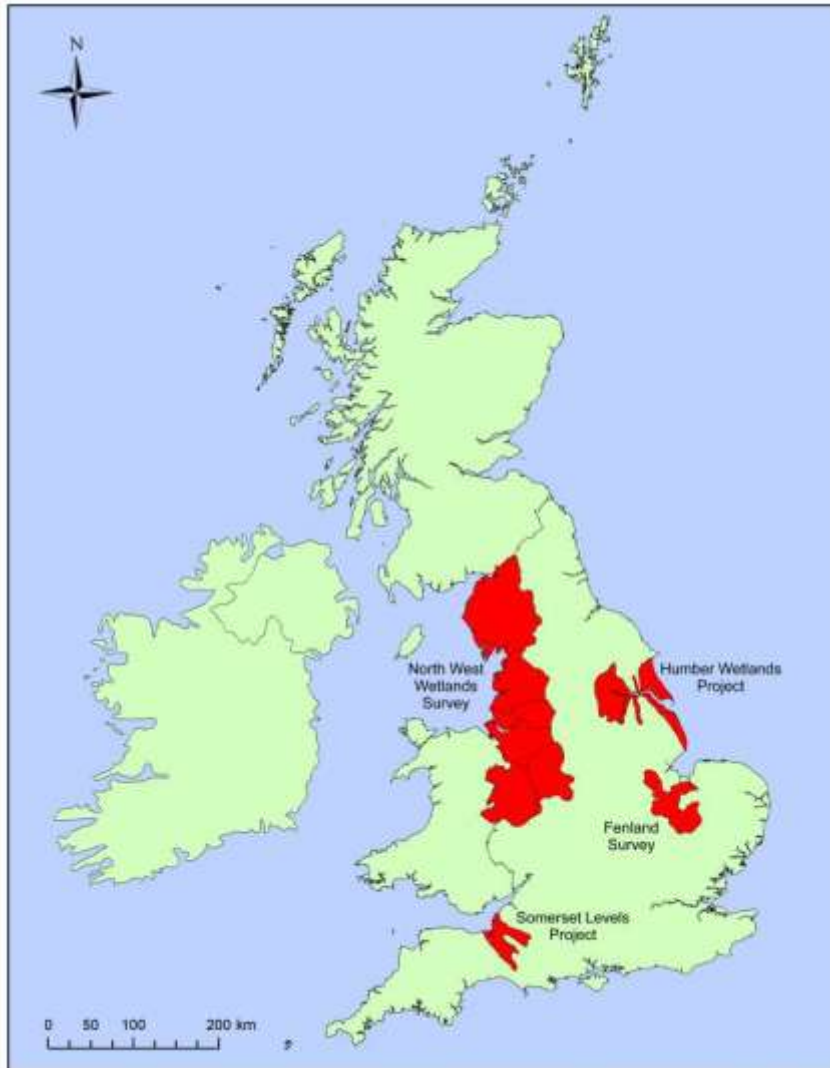 N
North West
Wetlands
Survey
Humber Wetlands
Project
Fenland
Survey
Somerset Levels
Project
0 50 100 200 km